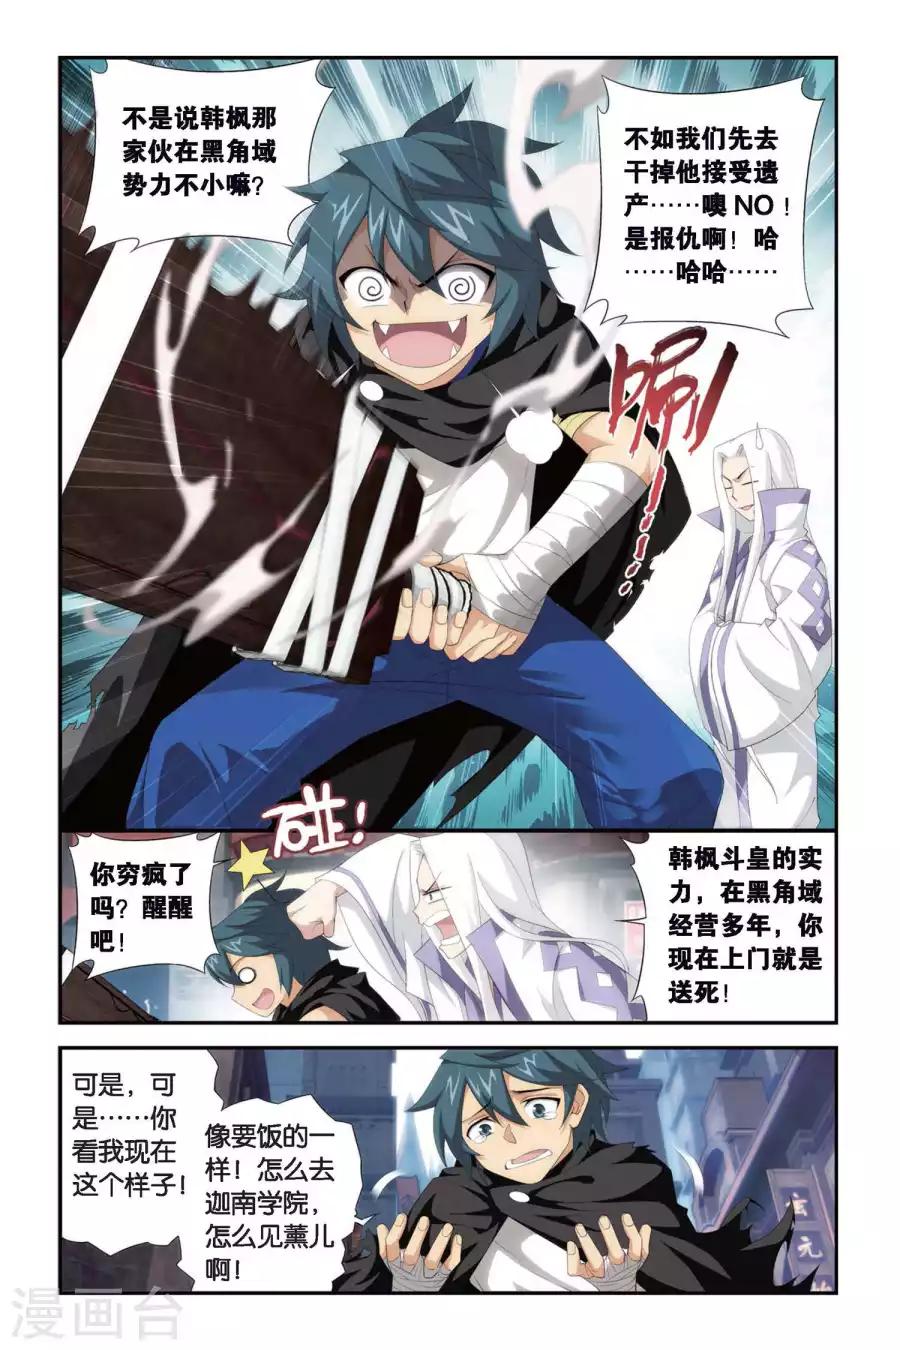 不是说韩枫那
家伙在黑角域
势力不小嘛?
不如我们先去
干掉他接受遗
产……噢 NO!
是报仇啊!哈
……哈哈……
唰……
碰!
你穷疯了
吗?醒醒
吧!
韩枫斗皇的实
力,在黑角域
经营多年,你
现在上门就是
送死!
可是,可
是……你
看我现在
这个样子!
像要饭的一
样!怎么去
迦南学院,
怎么见薰儿
啊!
玄元
漫画台